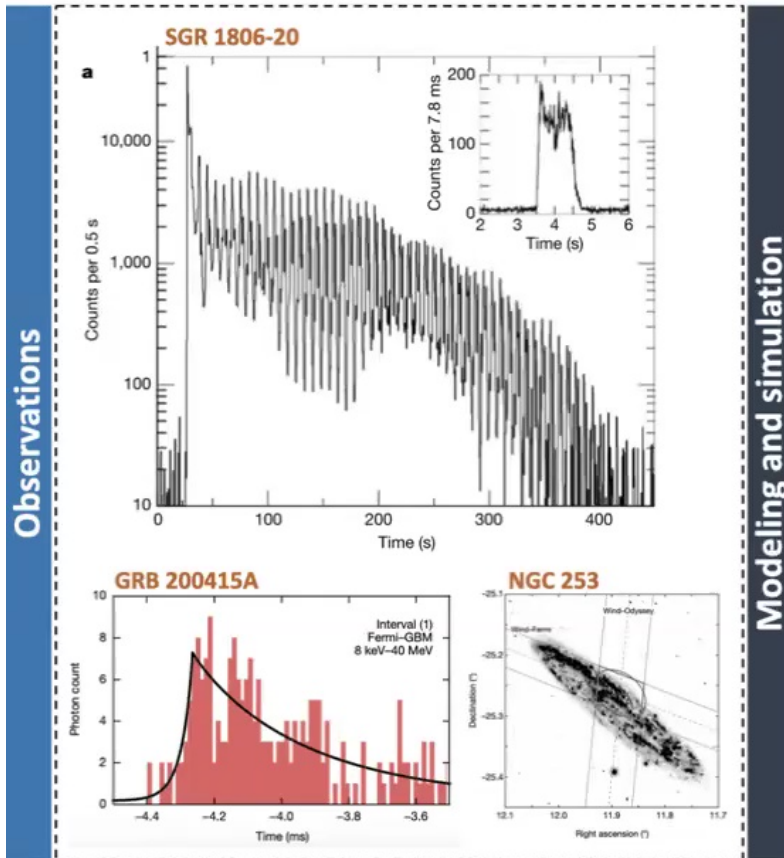 Observations
SGR 1806-20
a
1
10,000
1,000
100
10
Counts per 0.5 s
0
100
200
300
400
Time (s)
200
100
0
Counts per 7.8 ms
2
3
4
5
6
Time (s)
GRB 200415A
10
8
6
4
2
0
Photon count
Interval (1)
Fermi–GBM
8 keV–40 MeV
–4.4
–4.2
–4.0
–3.8
–3.6
Time (ms)
NGC 253
–25.1
–25.2
–25.3
–25.4
Declination (°)
Wind–Odyssey
Wind–Fermi
12.1
12.0
11.9
11.8
11.7
Right ascension (°)
Modeling and simulation